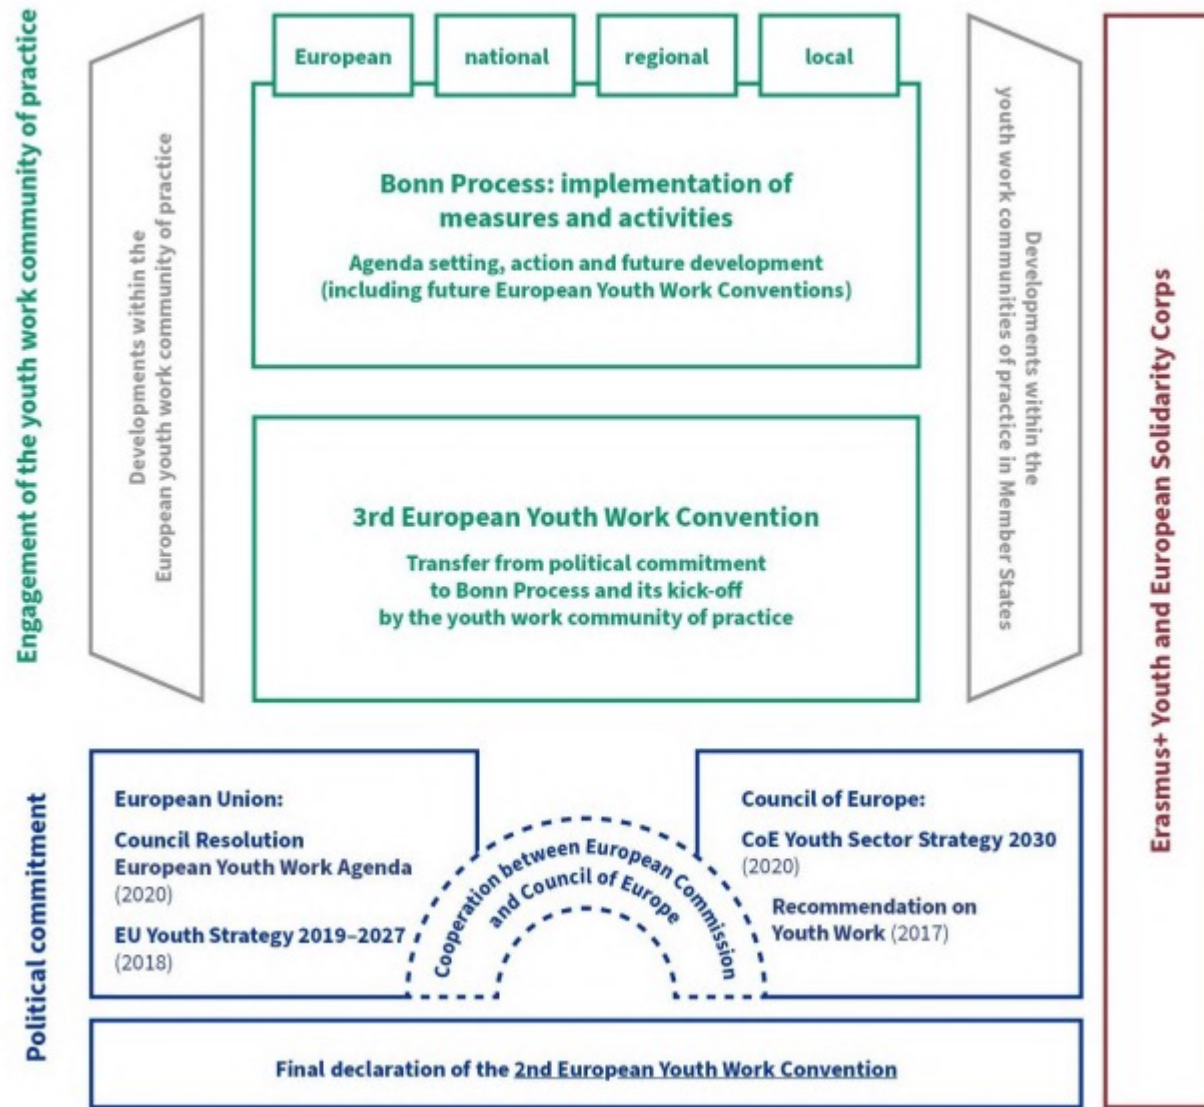 Engagement of the youth work community of practice
Developments within the
European youth work community of practice
European
national
regional
local
Bonn Process: implementation of
measures and activities
Agenda setting, action and future development
(including future European Youth Work Conventions)
3rd European Youth Work Convention
Transfer from political commitment
to Bonn Process and its kick-off
by the youth work community of practice
Developments within the
youth work communities of practice in Member States
Erasmus+ Youth and European Solidarity Corps
Political commitment
European Union:
Council Resolution
European Youth Work Agenda
(2020)
EU Youth Strategy 2019–2027
(2018)
Cooperation between European Commission
and Council of Europe
Council of Europe:
CoE Youth Sector Strategy 2030
(2020)
Recommendation on
Youth Work (2017)
Final declaration of the 2nd European Youth Work Convention